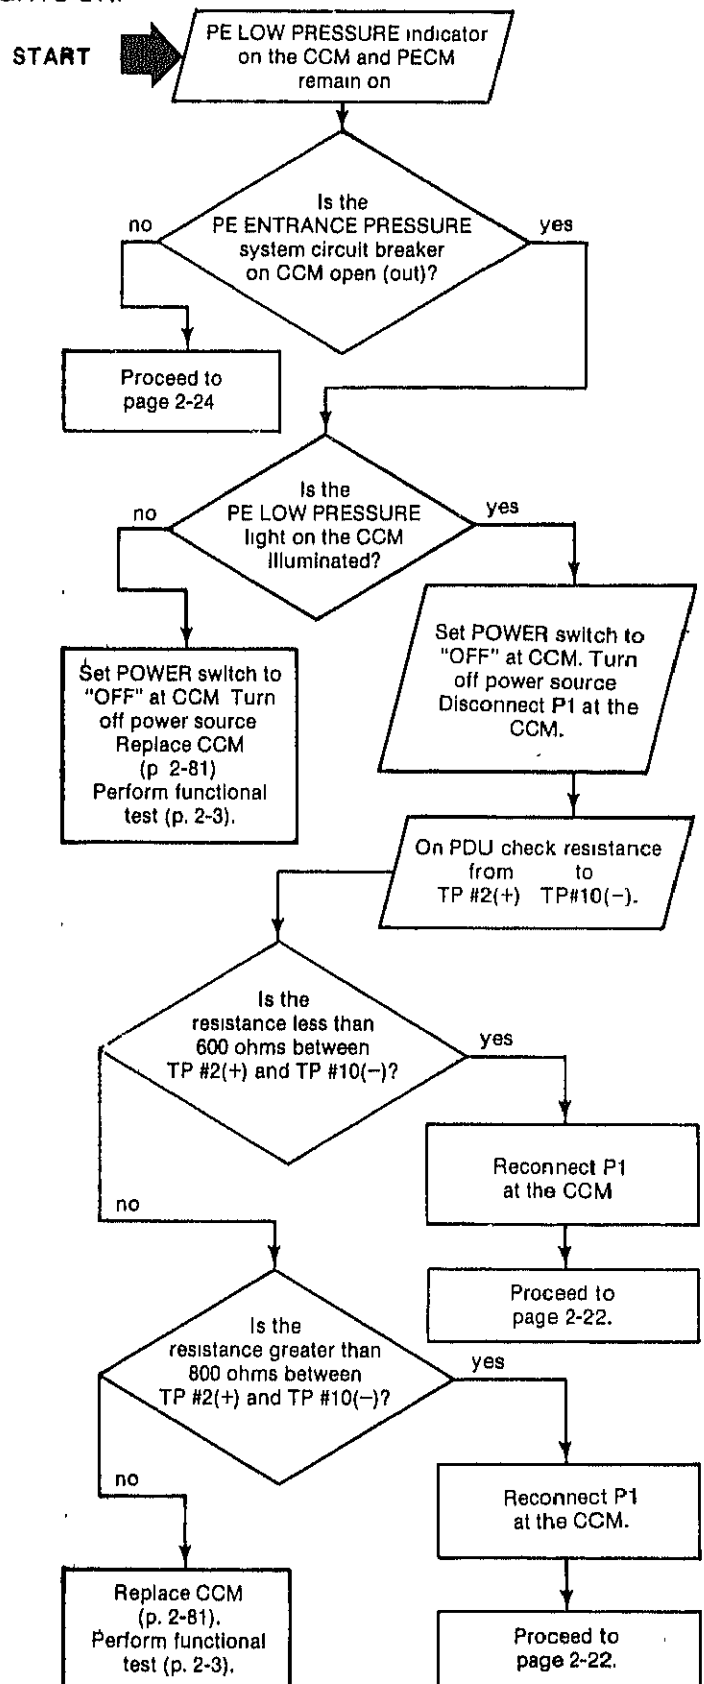 START
PE LOW PRESSURE indicator
on the CCM and PECM
remain on
Is the
PE ENTRANCE PRESSURE
system circuit breaker
on CCM open (out)?
no
yes
Proceed to
page 2-24
Is the
PE LOW PRESSURE
light on the CCM
illuminated?
no
yes
Set POWER switch to
"OFF" at CCM Turn
off power source
Replace CCM
(p 2-81)
Perform functional
test (p. 2-3).
Set POWER switch to
"OFF" at CCM. Turn
off power source
Disconnect P1 at the
CCM.
On PDU check resistance
from to
TP #2(+) TP#10(−).
Is the
resistance less than
600 ohms between
TP #2(+) and TP #10(−)?
yes
no
Reconnect P1
at the CCM
Proceed to
page 2-22.
Is the
resistance greater than
800 ohms between
TP #2(+) and TP #10(−)?
yes
no
Reconnect P1
at the CCM.
Replace CCM
(p. 2-81).
Perform functional
test (p. 2-3).
Proceed to
page 2-22.